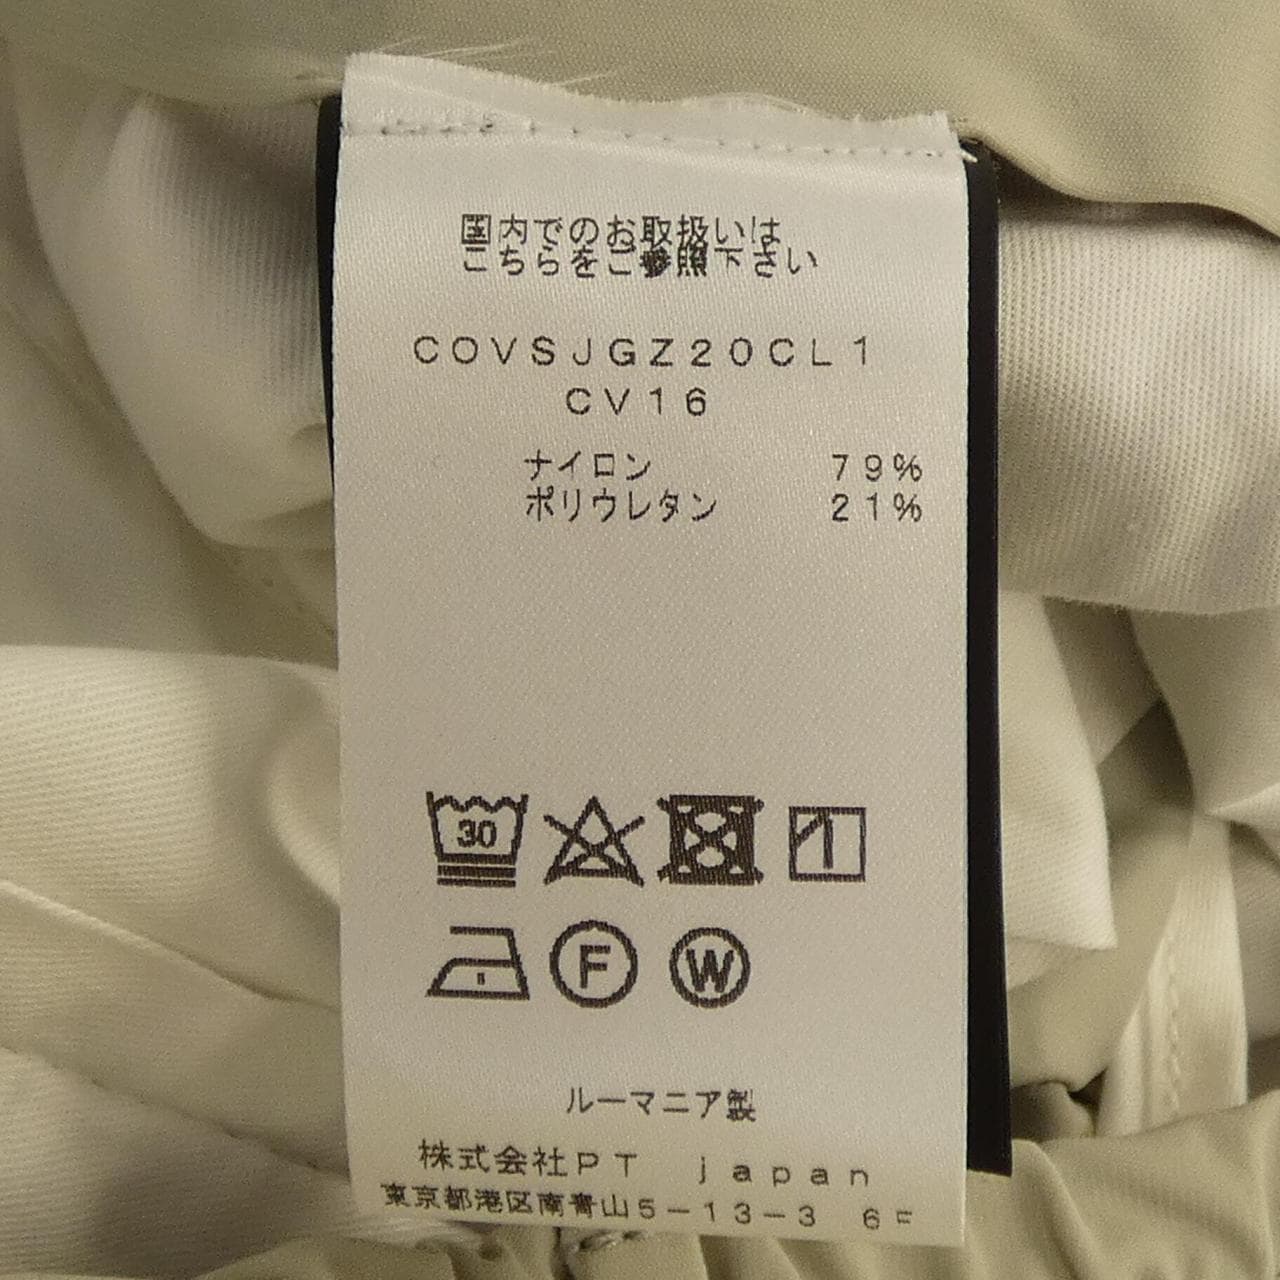 国内でのお取扱いは
こちらをご参照下さい
COVSJGZ20CL1
CV16
ナイロン 79%
ポリウレタン 21%
30
F W
ルーマニア製
株式会社PT japan
東京都港区南青山5-13-3 6F